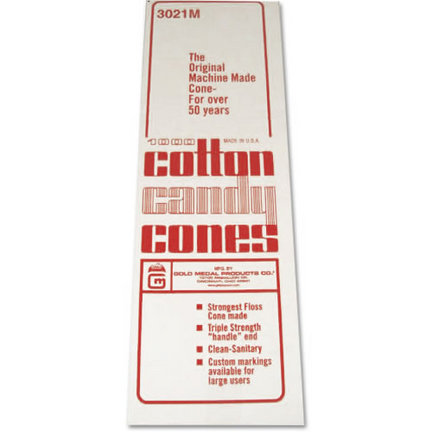 3021M
The
Original
Machine Made
Cone-
For over
50 years
1000 MADE IN U.S.A.
cotton
candy
cones
MFG. BY
GOLD MEDAL PRODUCTS CO.
CINCINNATI, OHIO
■ Strongest Floss
Cone made
■ Triple Strength
"handle" end
■ Clean-Sanitary
■ Custom markings
available for
large users